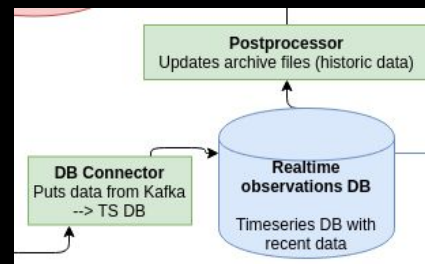 Postprocessor
Updates archive files (historic data)
DB Connector
Puts data from Kafka
--> TS DB
Realtime
observations DB
Timeseries DB with
recent data